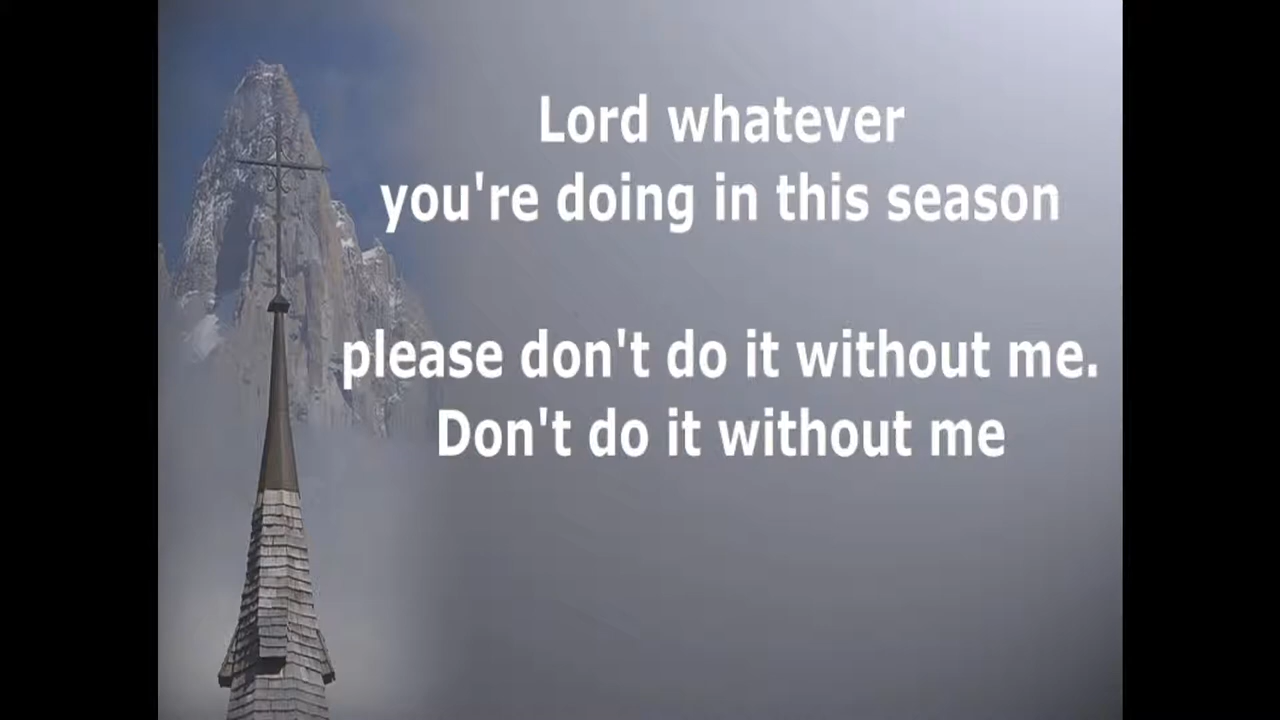 Lord whatever
you're doing in this season
please don't do it without me.
Don't do it without me